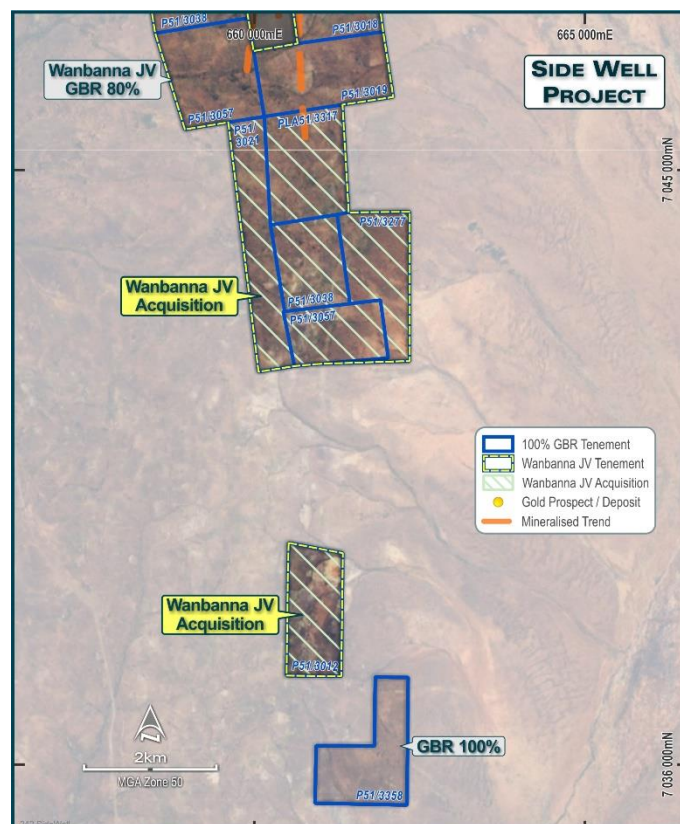 P51/3038
660 000mE
P51/3018
665 000mE
SIDE WELL
PROJECT
Wanbanna JV
GBR 80%
P51/3057
P51/3019
P51/
3021
PLA51/3317
7 045 000mN
P51/3277
Wanbanna JV
Acquisition
P51/3038
P51/3057
100% GBR Tenement
Wanbanna JV Tenement
Wanbanna JV Acquisition
Gold Prospect / Deposit
Mineralised Trend
Wanbanna JV
Acquisition
P51/3012
GBR 100%
2km
MGA Zone 50
P51/3358
7 036 000mN